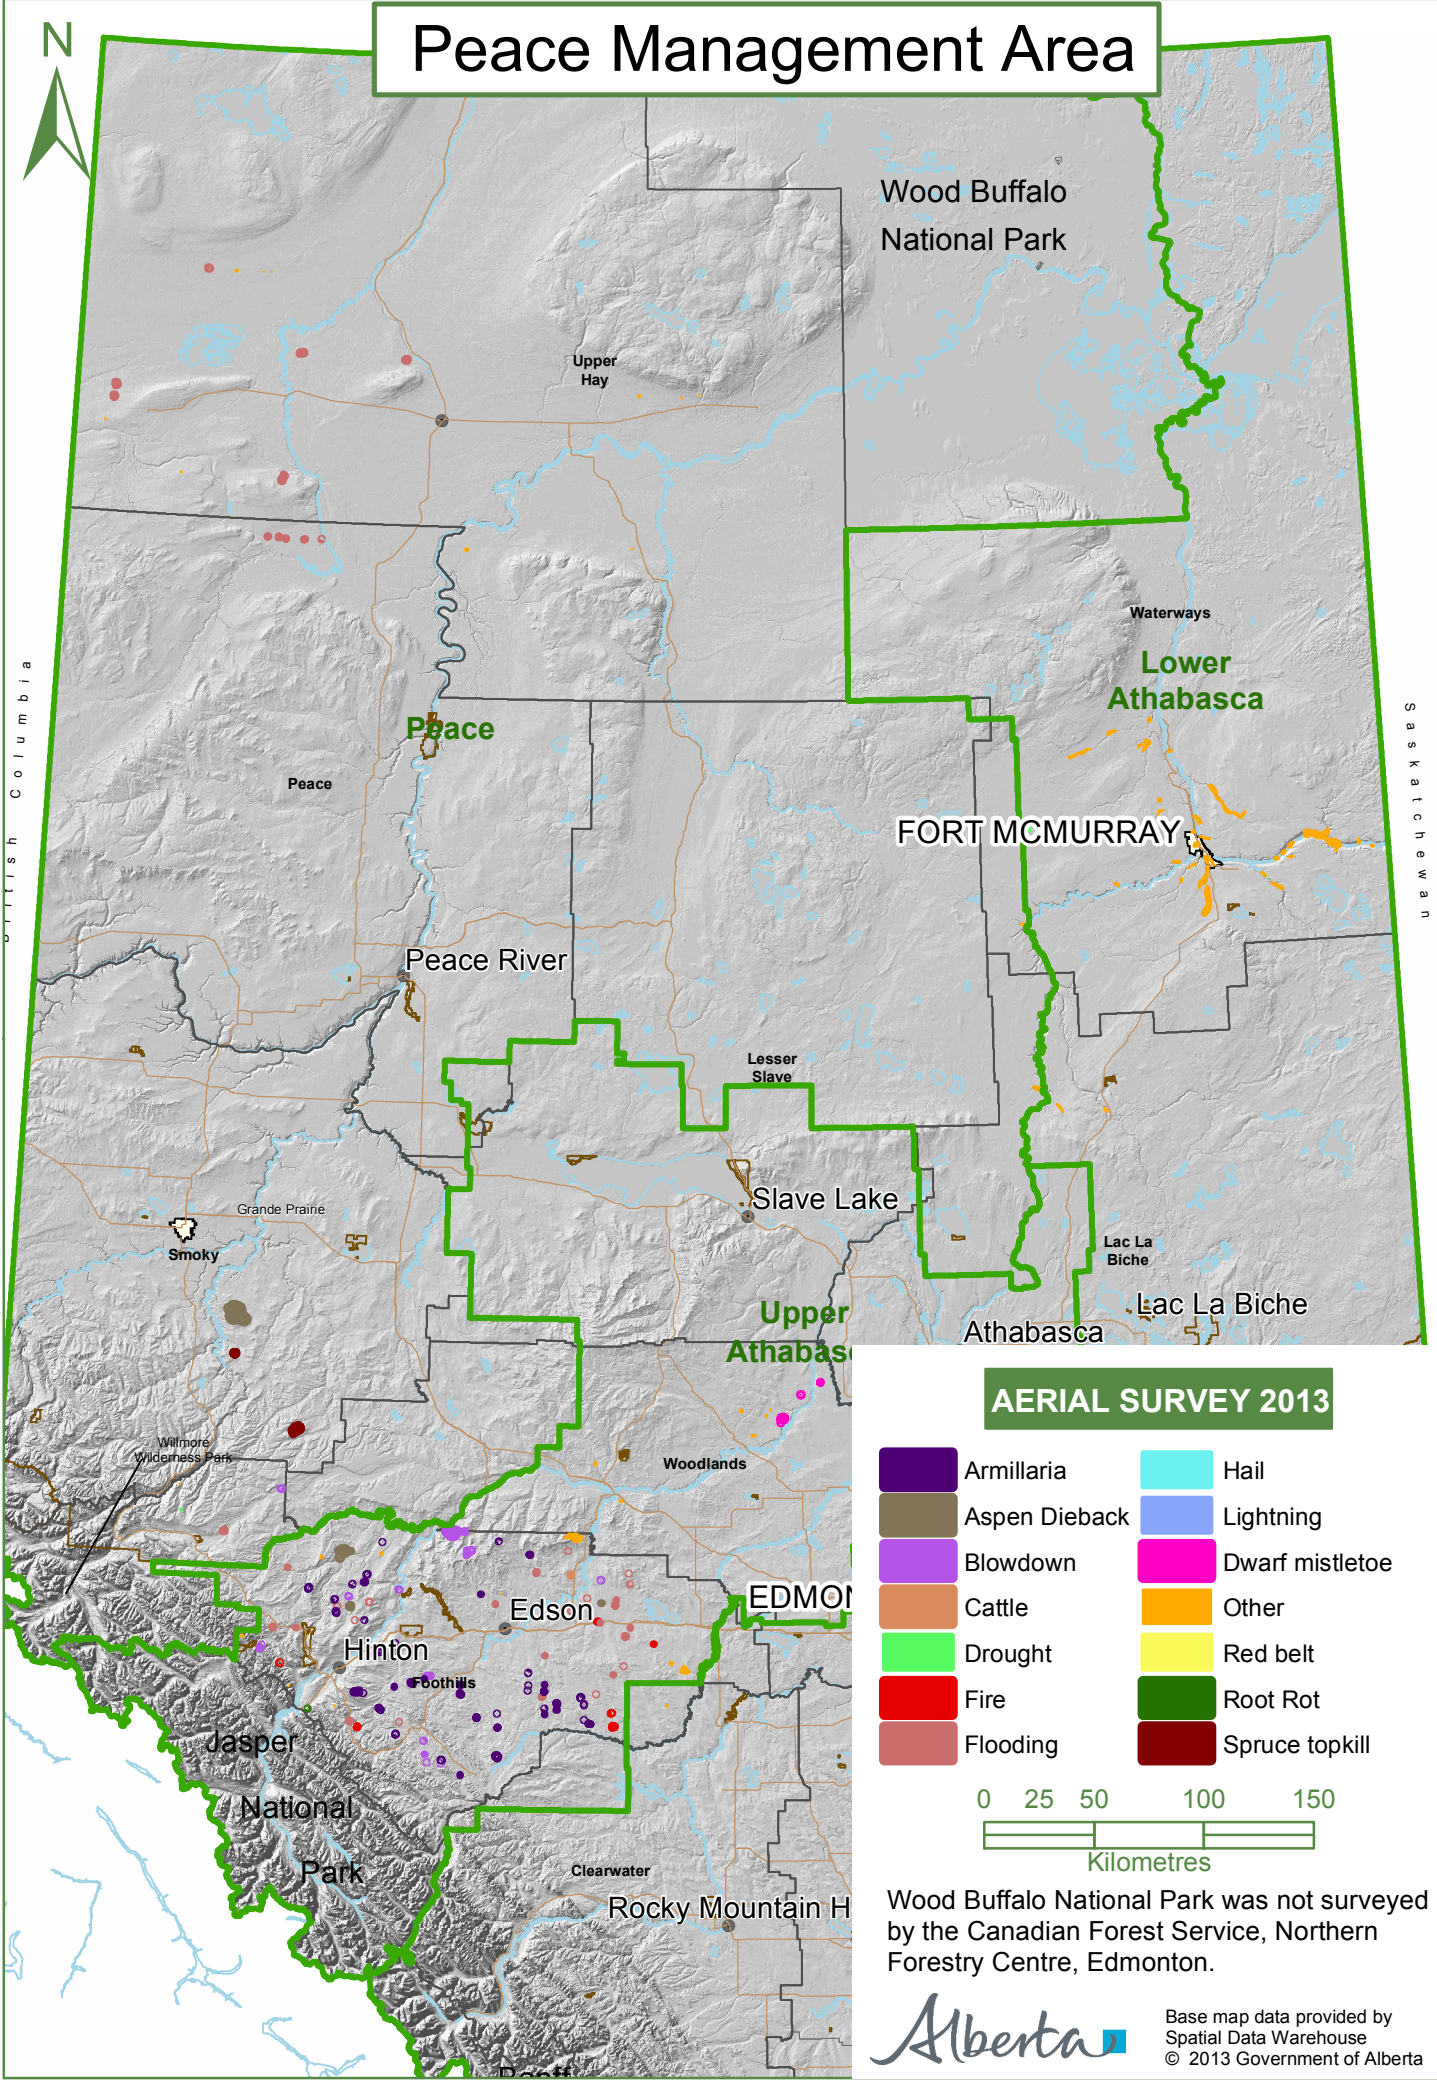 Peace Management Area
N
Wood Buffalo
National Park
Upper
Hay
Waterways
Lower
Athabasca
British Columbia
Saskatchewan
Peace
Peace
FORT MCMURRAY
Peace River
Lesser
Slave
Slave Lake
Grande Prairie
Smoky
Lac La
Biche
Lac La Biche
Upper
Athabasc
Athabasca
AERIAL SURVEY 2013
Willmore
Wilderness Park
Woodlands
Armillaria
Hail
Aspen Dieback
Lightning
Blowdown
Dwarf mistletoe
Cattle
Other
Drought
Red belt
Fire
Root Rot
Flooding
Spruce topkill
EDMON
Edson
Hinton
Foothills
Jasper
National
Park
0 25 50 100 150
Kilometres
Clearwater
Rocky Mountain H
Wood Buffalo National Park was not surveyed
by the Canadian Forest Service, Northern
Forestry Centre, Edmonton.
Alberta
Base map data provided by
Spatial Data Warehouse
© 2013 Government of Alberta
Banff